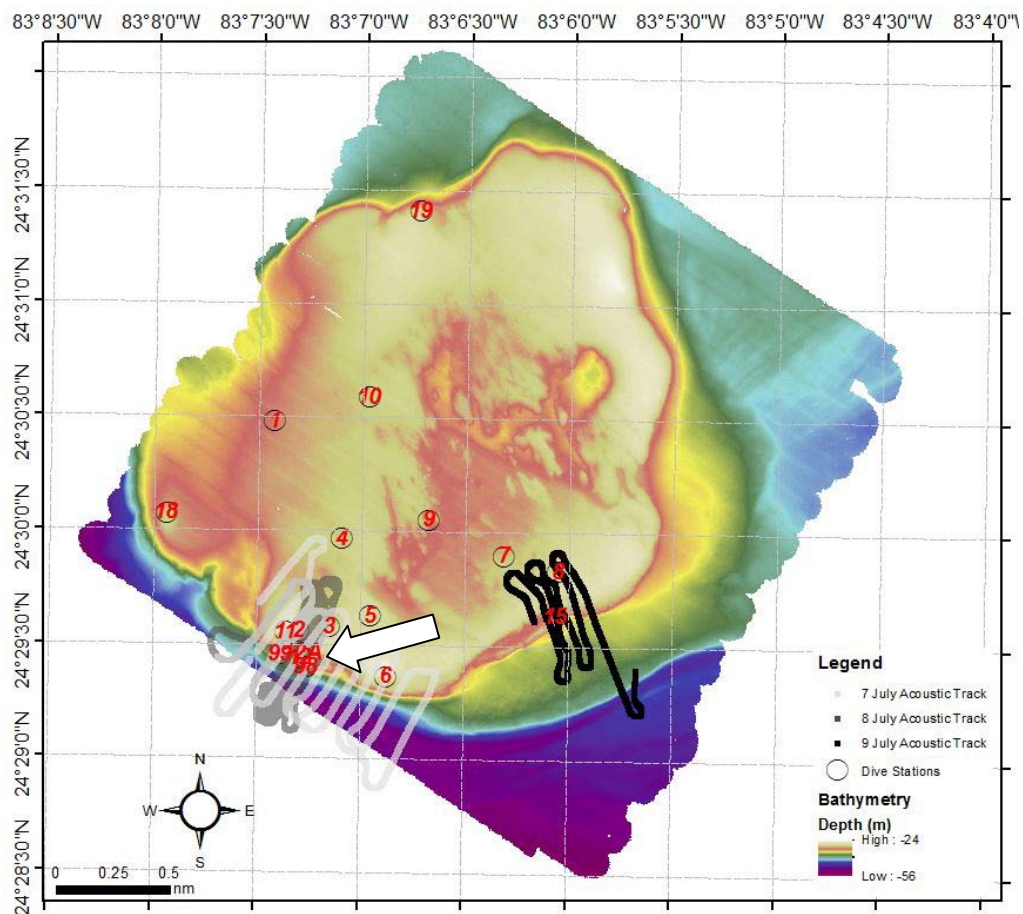 83°8'30"W 83°8'0"W 83°7'30"W 83°7'0"W 83°6'30"W 83°6'0"W 83°5'30"W 83°5'0"W 83°4'30"W 83°4'0"W
24°31'30"N
24°31'0"N
24°30'30"N
24°30'0"N
24°29'30"N
24°29'0"N
24°28'30"N
19
10
1
18
9
4
7
8
5
15
3
11 2
6
Legend
7 July Acoustic Track
8 July Acoustic Track
9 July Acoustic Track
Dive Stations
Bathymetry
Depth (m)
High : -24
Low : -56
N
W E
S
0 0.25 0.5
nm